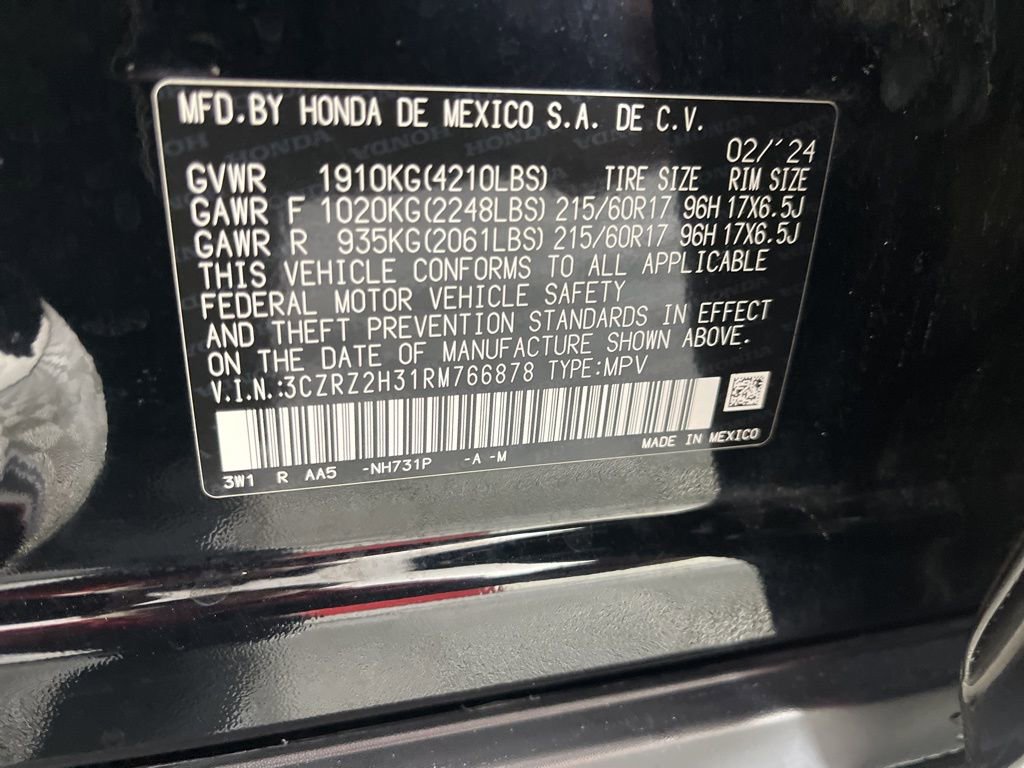 MFD.BY HONDA DE MEXICO S.A. DE C.V.
02/'24
GVWR 1910KG(4210LBS) TIRE SIZE RIM SIZE
GAWR F 1020KG(2248LBS) 215/60R17 96H 17X6.5J
GAWR R 935KG(2061LBS) 215/60R17 96H 17X6.5J
THIS VEHICLE CONFORMS TO ALL APPLICABLE
FEDERAL MOTOR VEHICLE SAFETY
AND THEFT PREVENTION STANDARDS IN EFFECT
ON THE DATE OF MANUFACTURE SHOWN ABOVE.
V.I.N.:3CZRZ2H31RM766878 TYPE:MPV
MADE IN MEXICO
3W1 R AA5 -NH731P -A -M